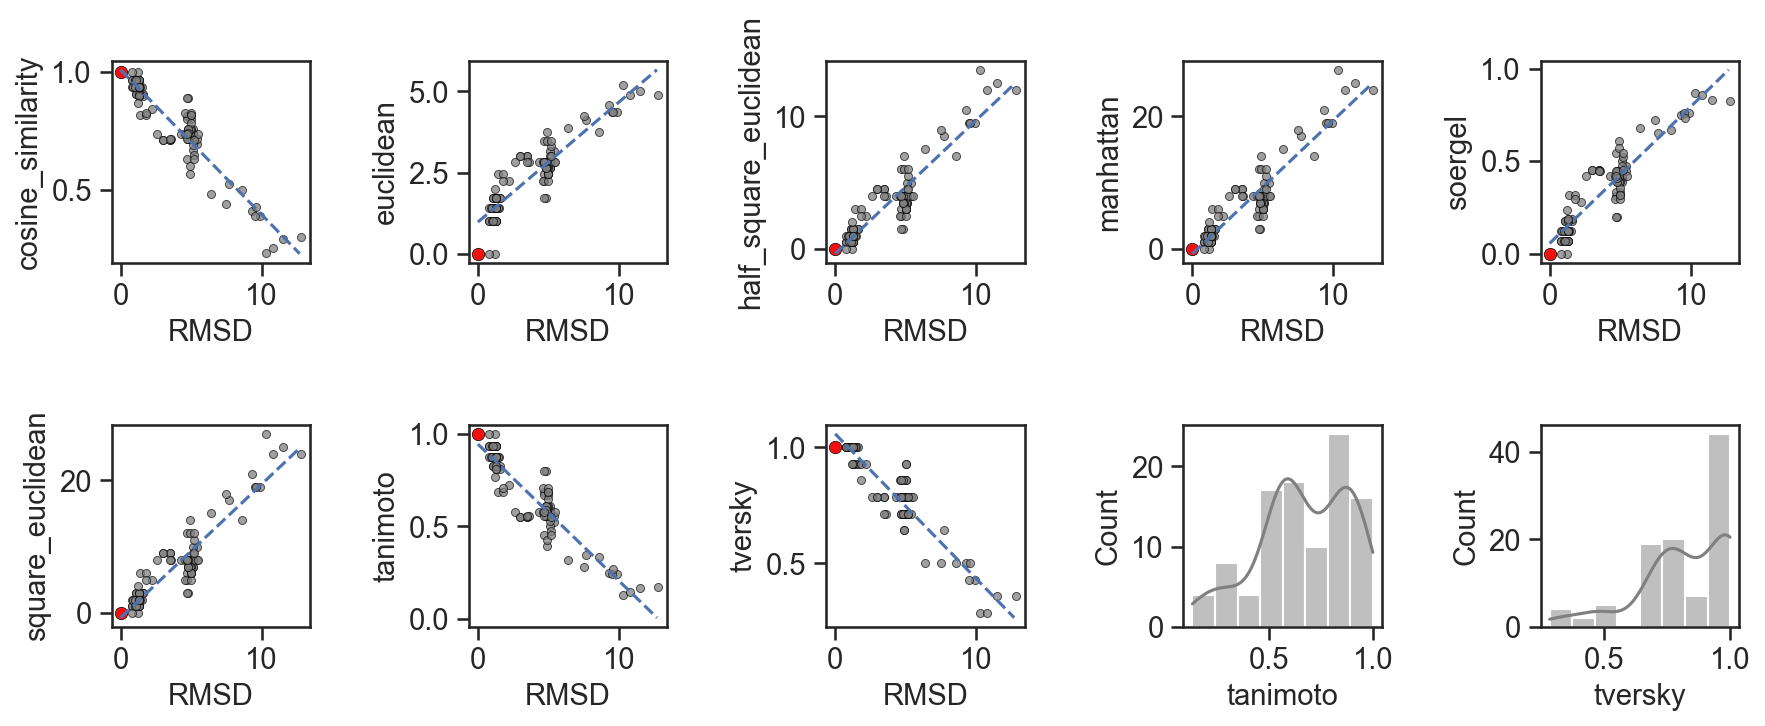 cosine_similarity
1.0
0.5
0 10
RMSD
euclidean
5.0
2.5
0.0
0 10
RMSD
half_square_euclidean
10
0
0 10
RMSD
manhattan
20
0
0 10
RMSD
soergel
1.0
0.5
0.0
0 10
RMSD
square_euclidean
20
0
0 10
RMSD
tanimoto
1.0
0.5
0.0
0 10
RMSD
tversky
1.0
0.5
0 10
RMSD
Count
20
10
0
0.5 1.0
tanimoto
Count
40
20
0
0.5 1.0
tversky